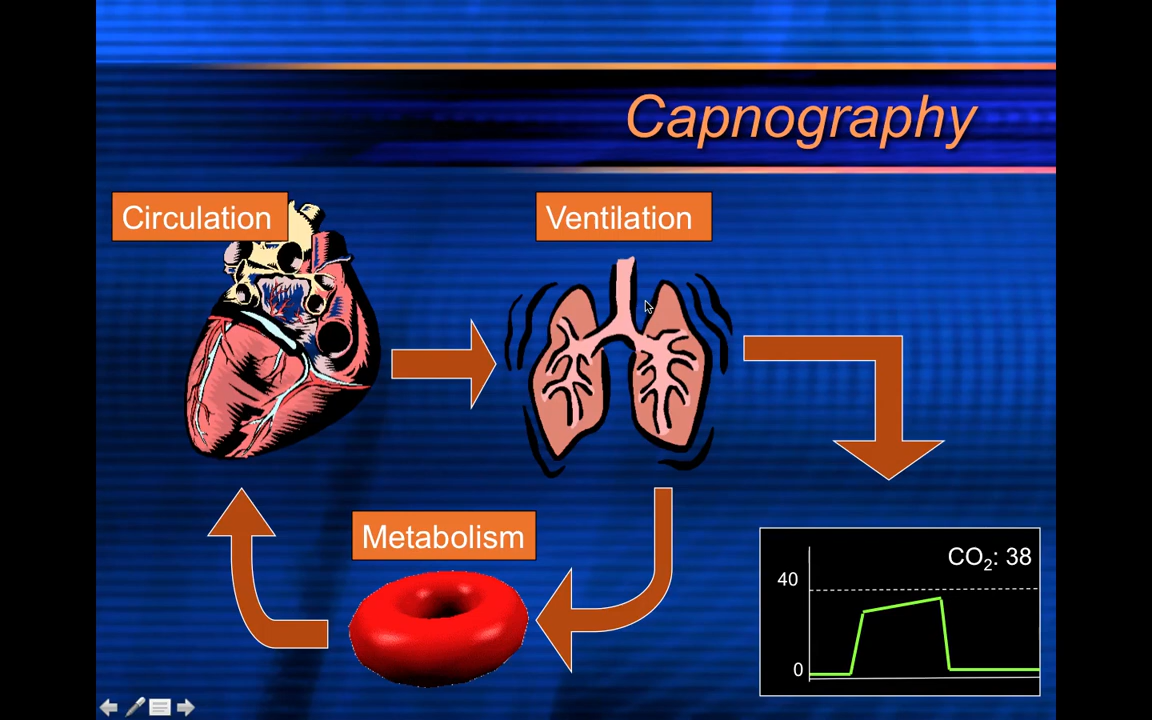 Capnography
Circulation
Ventilation
Metabolism
CO₂: 38
40
0